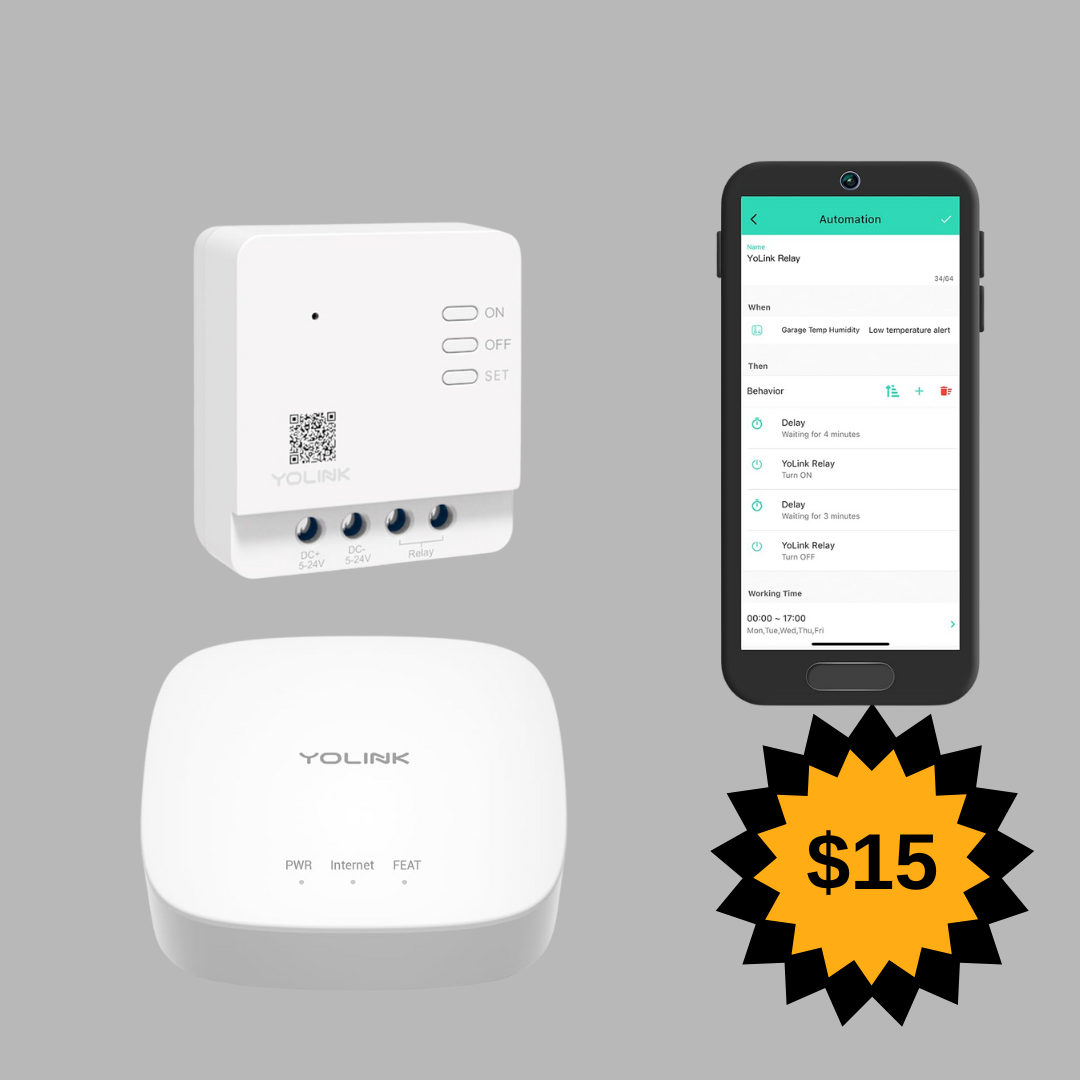 ON
OFF
SET
YOLINK
DC+
5-24V
DC-
5-24V
Relay
YOLINK
PWR Internet FEAT
Automation
Name
YoLink Relay
34/64
When
Garage Temp Humidity Low temperature alert
Then
Behavior
Delay
Waiting for 4 minutes
YoLink Relay
Turn ON
Delay
Waiting for 3 minutes
YoLink Relay
Turn OFF
Working Time
00:00 ~ 17:00
Mon,Tue,Wed,Thu,Fri
$15